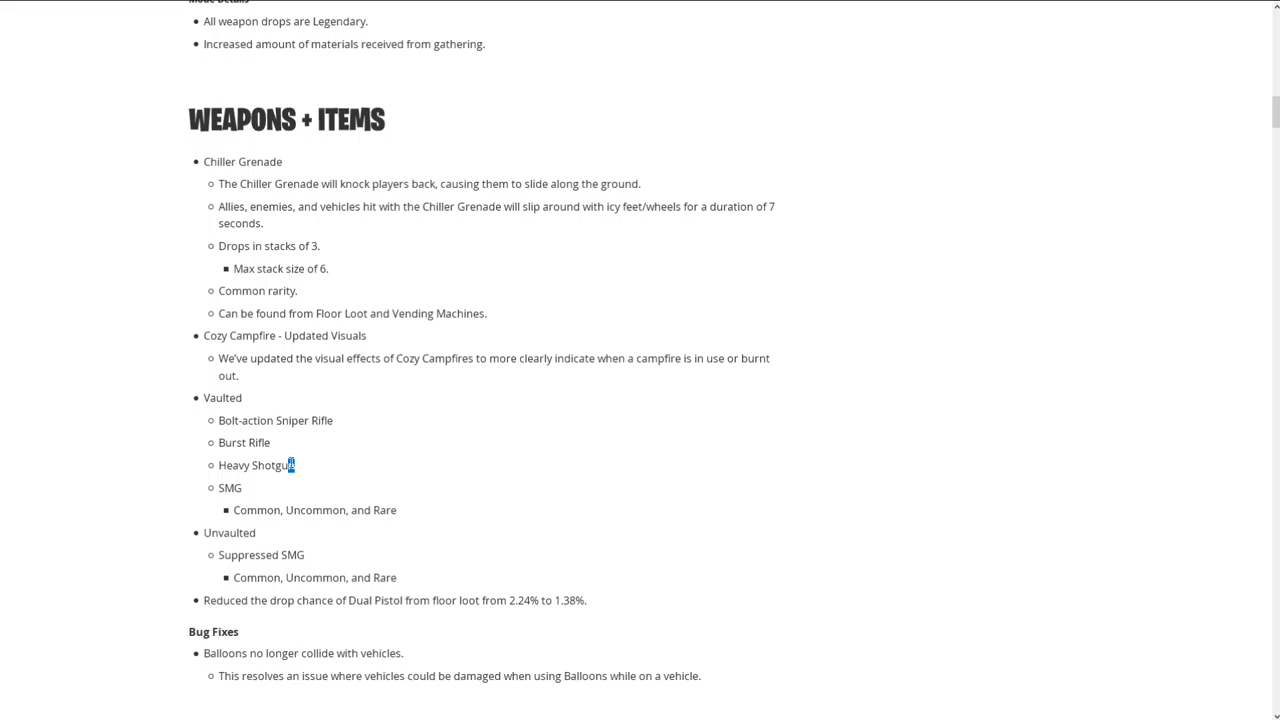 Mode Details
All weapon drops are Legendary.
Increased amount of materials received from gathering.
WEAPONS + ITEMS
Chiller Grenade
The Chiller Grenade will knock players back, causing them to slide along the ground.
Allies, enemies, and vehicles hit with the Chiller Grenade will slip around with icy feet/wheels for a duration of 7
seconds.
Drops in stacks of 3.
Max stack size of 6.
Common rarity.
Can be found from Floor Loot and Vending Machines.
Cozy Campfire - Updated Visuals
We've updated the visual effects of Cozy Campfires to more clearly indicate when a campfire is in use or burnt
out.
Vaulted
Bolt-action Sniper Rifle
Burst Rifle
Heavy Shotgun
SMG
Common, Uncommon, and Rare
Unvaulted
Suppressed SMG
Common, Uncommon, and Rare
Reduced the drop chance of Dual Pistol from floor loot from 2.24% to 1.38%.
Bug Fixes
Balloons no longer collide with vehicles.
This resolves an issue where vehicles could be damaged when using Balloons while on a vehicle.